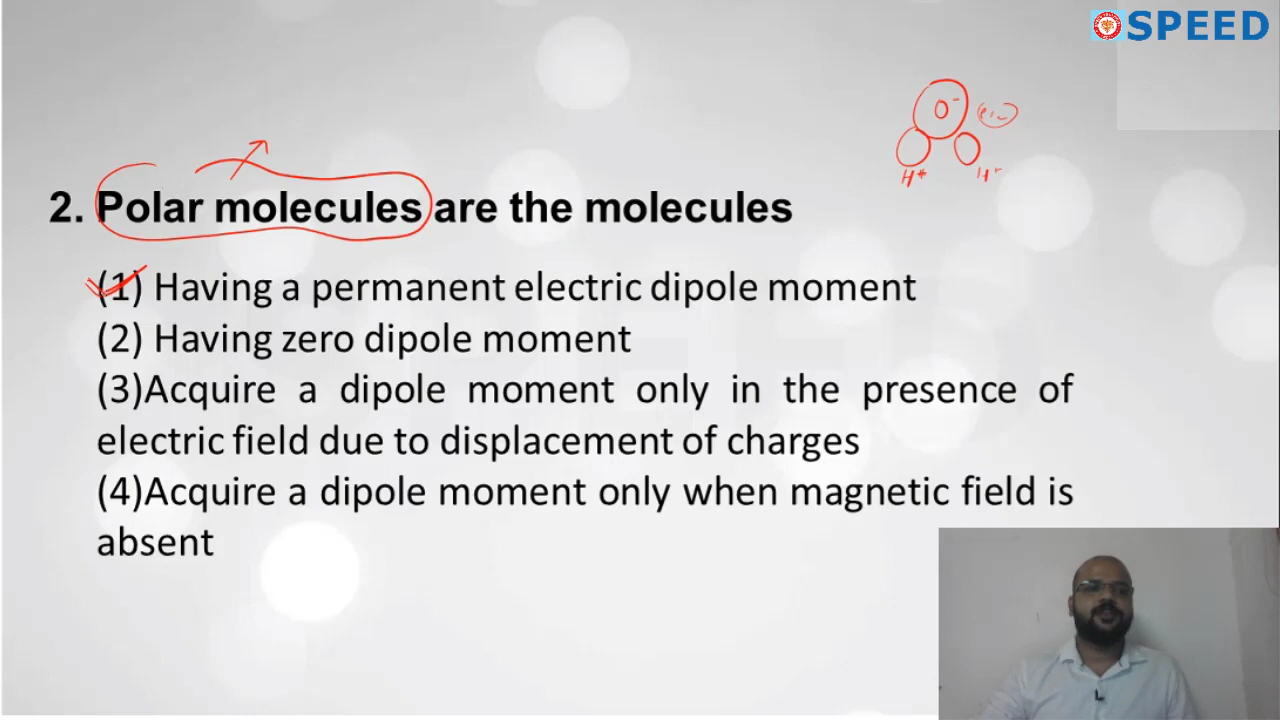 SPEED
O-
H+
H+
2. Polar molecules are the molecules
(1) Having a permanent electric dipole moment
(2) Having zero dipole moment
(3)Acquire a dipole moment only in the presence of
electric field due to displacement of charges
(4)Acquire a dipole moment only when magnetic field is
absent